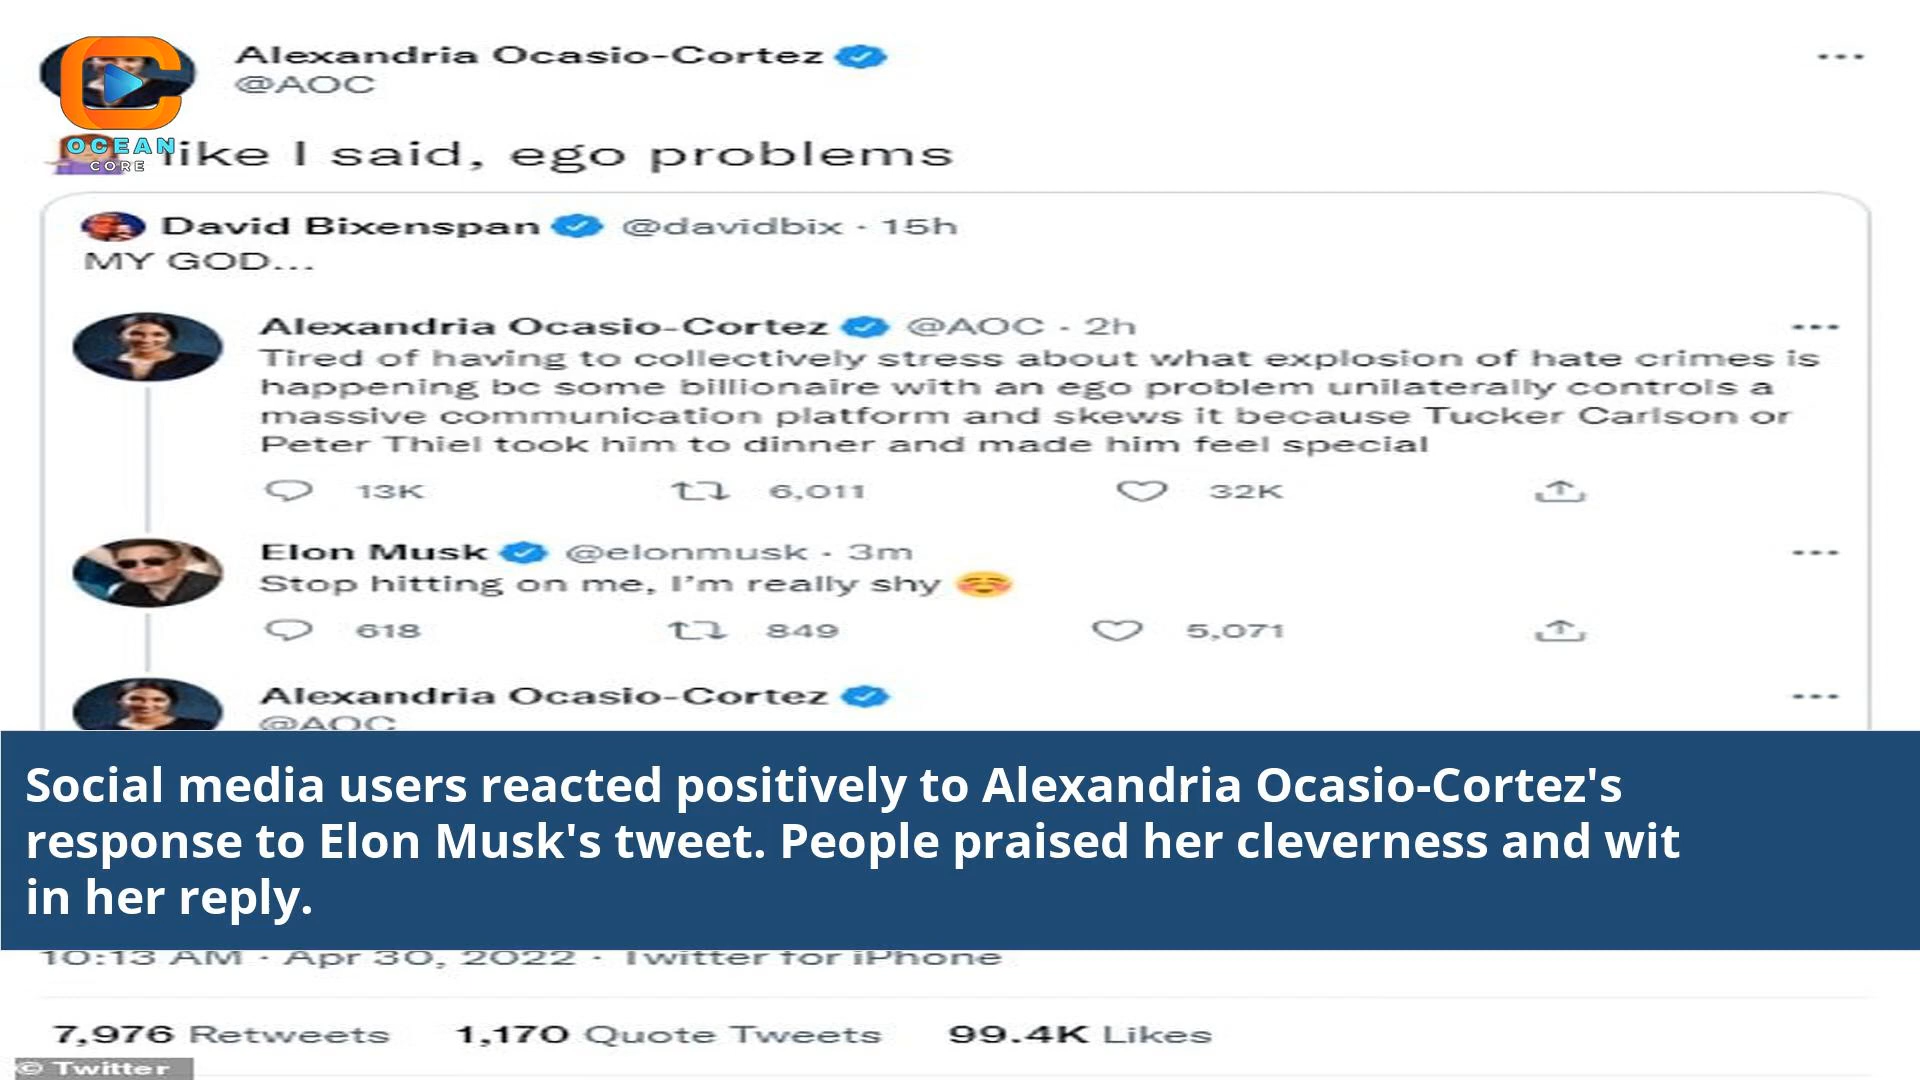 Alexandria Ocasio-Cortez
@AOC
OCEAN
CORE
like I said, ego problems
David Bixenspan @davidbix · 15h
MY GOD...
Alexandria Ocasio-Cortez @AOC · 2h
Tired of having to collectively stress about what explosion of hate crimes is
happening bc some billionaire with an ego problem unilaterally controls a
massive communication platform and skews it because Tucker Carlson or
Peter Thiel took him to dinner and made him feel special
13K 6,011 32K
Elon Musk @elonmusk · 3m
Stop hitting on me, I'm really shy ☺️
618 849 5,071
Alexandria Ocasio-Cortez
@AOC
Social media users reacted positively to Alexandria Ocasio-Cortez's
response to Elon Musk's tweet. People praised her cleverness and wit
in her reply.
10:13 AM · Apr 30, 2022 · Twitter for iPhone
7,976 Retweets 1,170 Quote Tweets 99.4K Likes
© Twitter